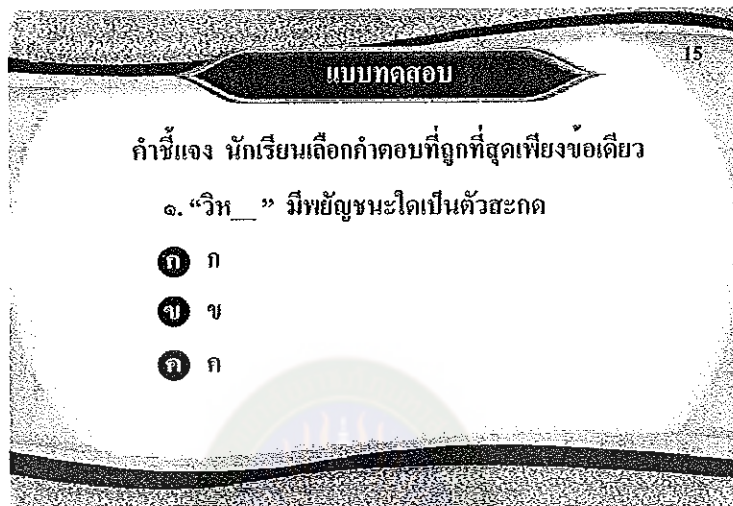 15
แบบทดสอบ
คำชี้แจง นักเรียนเลือกคำตอบที่ถูกที่สุดเพียงข้อเดียว
๑. “วิห__ ” มีพยัญชนะใดเป็นตัวสะกด
ก ก
ข ข
ค ค